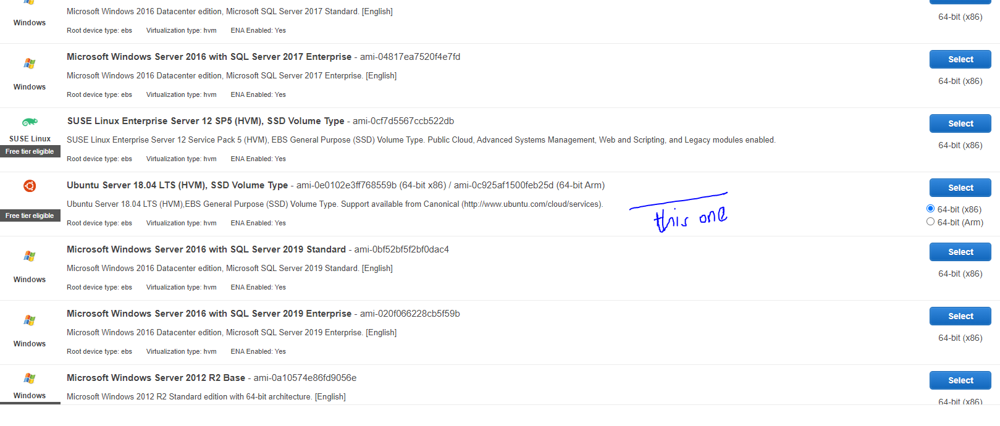 Microsoft Windows 2016 Datacenter edition, Microsoft SQL Server 2017 Standard. [English]
Windows
64-bit (x86)
Root device type: ebs Virtualization type: hvm ENA Enabled: Yes
Microsoft Windows Server 2016 with SQL Server 2017 Enterprise - ami-04817ea7520f4e7fd
Select
Microsoft Windows 2016 Datacenter edition, Microsoft SQL Server 2017 Enterprise. [English]
64-bit (x86)
Windows
Root device type: ebs Virtualization type: hvm ENA Enabled: Yes
SUSE Linux Enterprise Server 12 SP5 (HVM), SSD Volume Type - ami-0cf7d5567ccb522db
Select
SUSE Linux
SUSE Linux Enterprise Server 12 Service Pack 5 (HVM), EBS General Purpose (SSD) Volume Type. Public Cloud, Advanced Systems Management, Web and Scripting, and Legacy modules enabled.
64-bit (x86)
Free tier eligible
Root device type: ebs Virtualization type: hvm ENA Enabled: Yes
Ubuntu Server 18.04 LTS (HVM), SSD Volume Type - ami-0e0102e3ff768559b (64-bit x86) / ami-0c925af1500feb25d (64-bit Arm)
Select
Ubuntu Server 18.04 LTS (HVM),EBS General Purpose (SSD) Volume Type. Support available from Canonical (http://www.ubuntu.com/cloud/services).
64-bit (x86)
this one
Free tier eligible
Root device type: ebs Virtualization type: hvm ENA Enabled: Yes
64-bit (Arm)
Microsoft Windows Server 2016 with SQL Server 2019 Standard - ami-0bf52bf5f2bf0dac4
Select
Microsoft Windows 2016 Datacenter edition, Microsoft SQL Server 2019 Standard. [English]
64-bit (x86)
Windows
Root device type: ebs Virtualization type: hvm ENA Enabled: Yes
Microsoft Windows Server 2016 with SQL Server 2019 Enterprise - ami-020f066228cb5f59b
Select
Microsoft Windows 2016 Datacenter edition, Microsoft SQL Server 2019 Enterprise. [English]
64-bit (x86)
Windows
Root device type: ebs Virtualization type: hvm ENA Enabled: Yes
Microsoft Windows Server 2012 R2 Base - ami-0a10574e86fd9056e
Select
Windows
Microsoft Windows 2012 R2 Standard edition with 64-bit architecture. [English]
64-bit (x86)